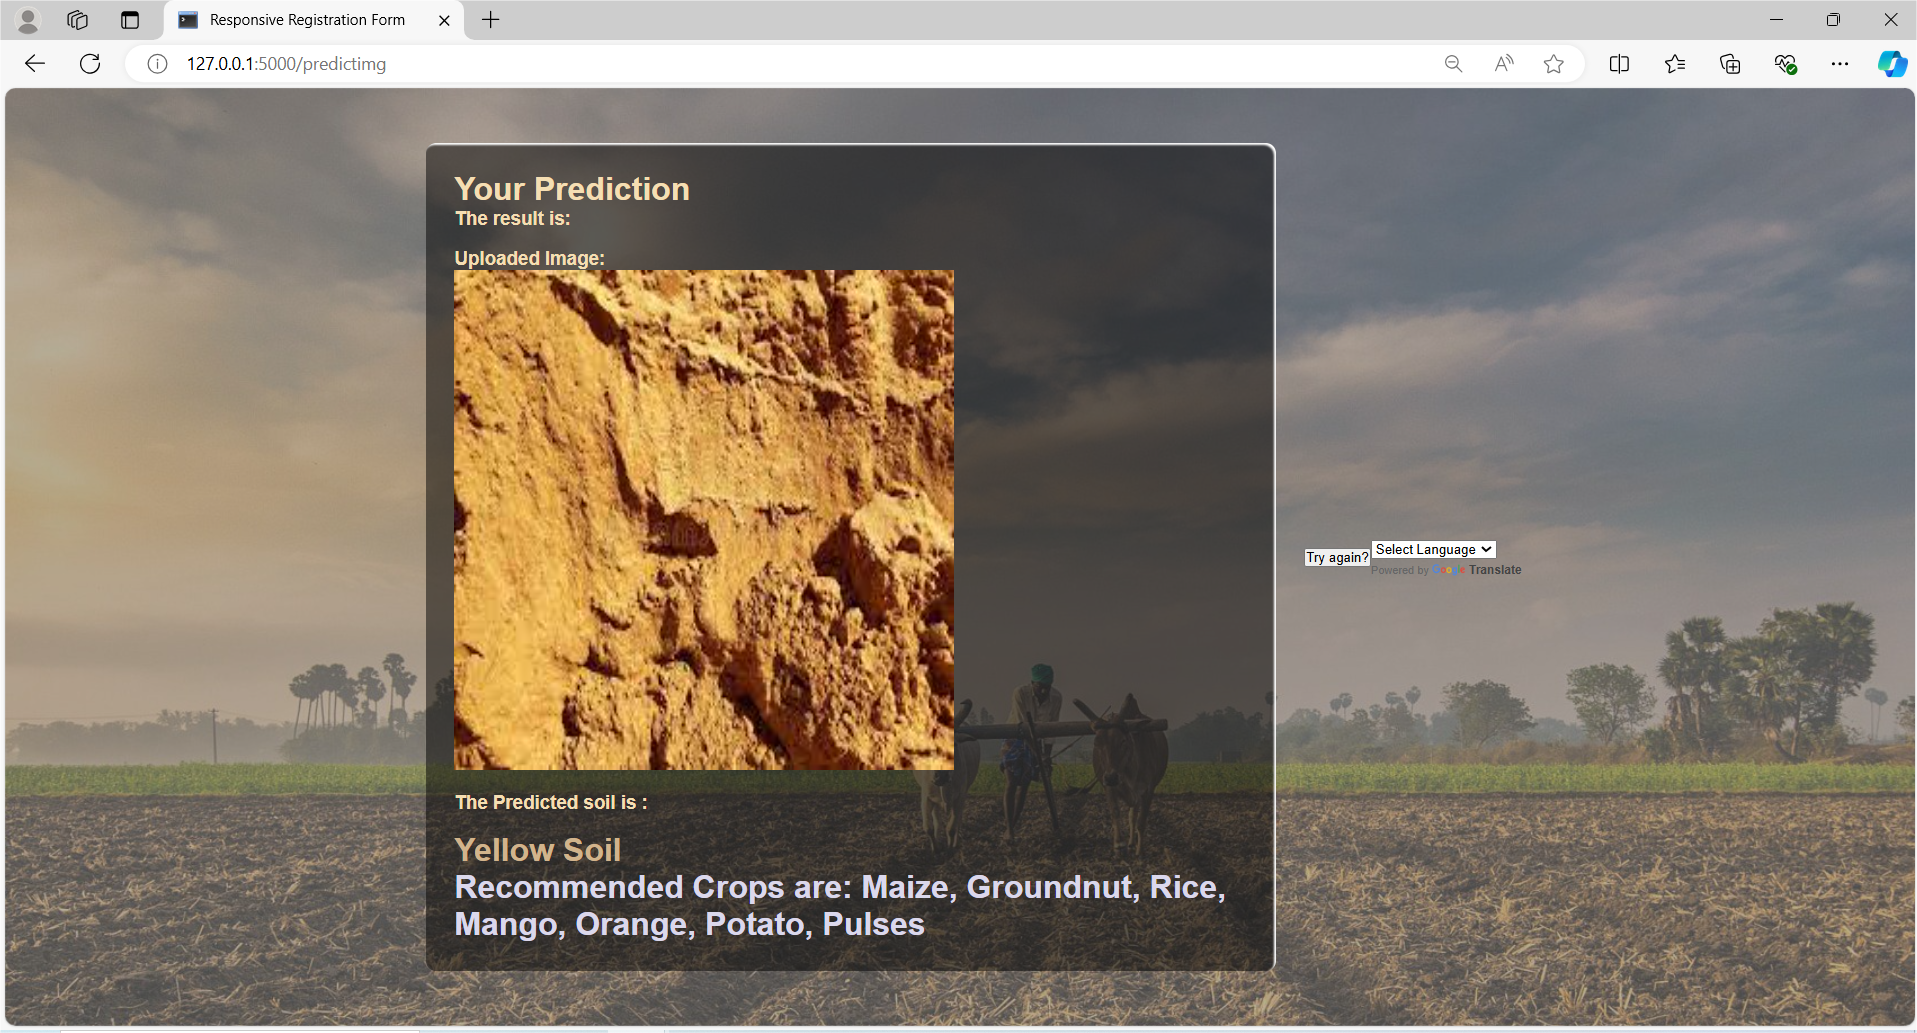 Responsive Registration Form
127.0.0.1:5000/predictimg
Your Prediction
The result is:
Uploaded Image:
The Predicted soil is :
Yellow Soil
Recommended Crops are: Maize, Groundnut, Rice,
Mango, Orange, Potato, Pulses
Try again? Select Language
Powered by Google Translate